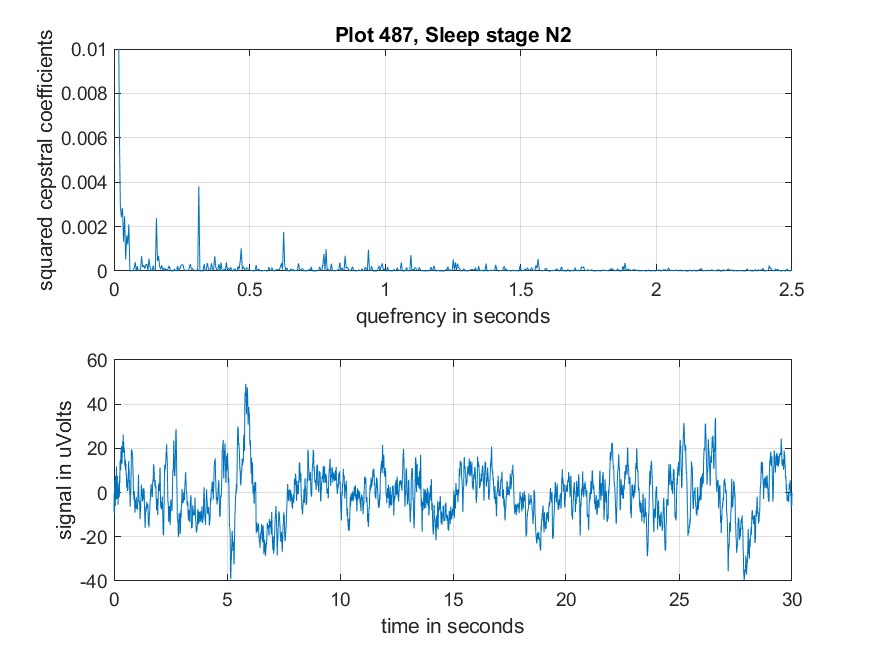 Plot 487, Sleep stage N2
squared cepstral coefficients
0.01
0.008
0.006
0.004
0.002
0
0 0.5 1 1.5 2 2.5
quefrency in seconds
signal in uVolts
60
40
20
0
-20
-40
0 5 10 15 20 25 30
time in seconds